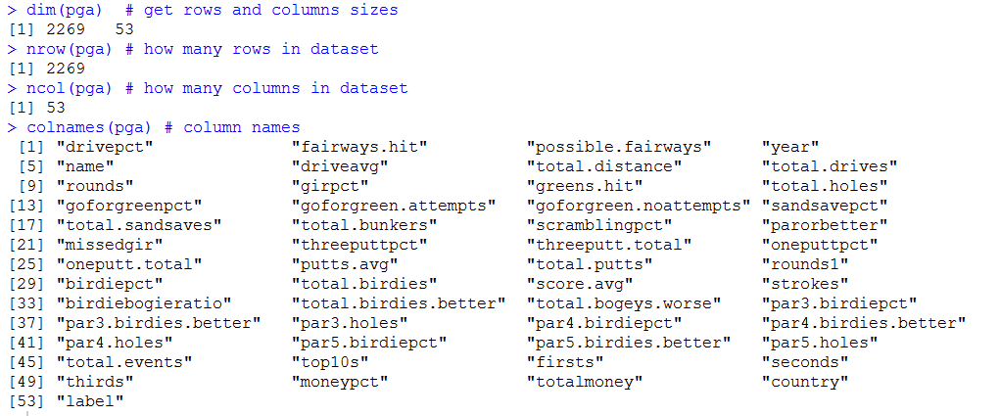 > dim(pga)  # get rows and columns sizes
[1] 2269   53
> nrow(pga) # how many rows in dataset
[1] 2269
> ncol(pga) # how many columns in dataset
[1] 53
> colnames(pga) # column names
 [1] "drivepct"              "fairways.hit"          "possible.fairways"     "year"
 [5] "name"                  "driveavg"              "total.distance"        "total.drives"
 [9] "rounds"                "girpct"                "greens.hit"            "total.holes"
[13] "goforgreenpct"         "goforgreen.attempts"   "goforgreen.noattempts" "sandsavepct"
[17] "total.sandsaves"       "total.bunkers"         "scramblingpct"         "parorbetter"
[21] "missedgir"             "threeputtpct"          "threeputt.total"       "oneputtpct"
[25] "oneputt.total"         "putts.avg"             "total.putts"           "rounds1"
[29] "birdiepct"             "total.birdies"         "score.avg"             "strokes"
[33] "birdiebogieratio"      "total.birdies.better"  "total.bogeys.worse"    "par3.birdiepct"
[37] "par3.birdies.better"   "par3.holes"            "par4.birdiepct"        "par4.birdies.better"
[41] "par4.holes"            "par5.birdiepct"        "par5.birdies.better"   "par5.holes"
[45] "total.events"          "top10s"                "firsts"                "seconds"
[49] "thirds"                "moneypct"              "totalmoney"            "country"
[53] "label"